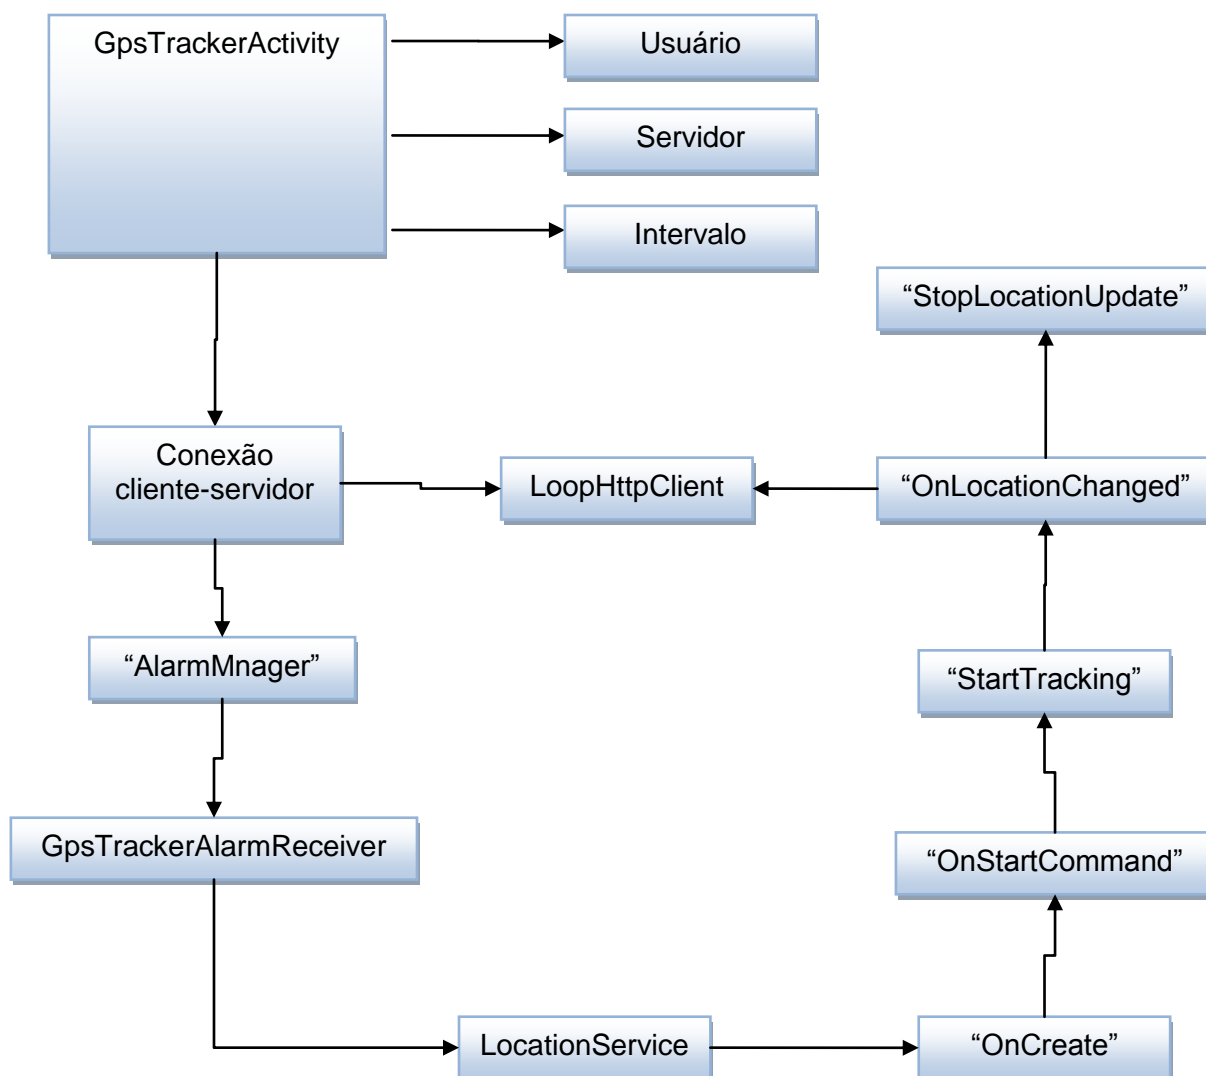 GpsTrackerActivity
Usuário
Servidor
Intervalo
“StopLocationUpdate”
Conexão
cliente-servidor
LoopHttpClient
“OnLocationChanged”
“AlarmMnager”
“StartTracking”
GpsTrackerAlarmReceiver
“OnStartCommand”
LocationService
“OnCreate”